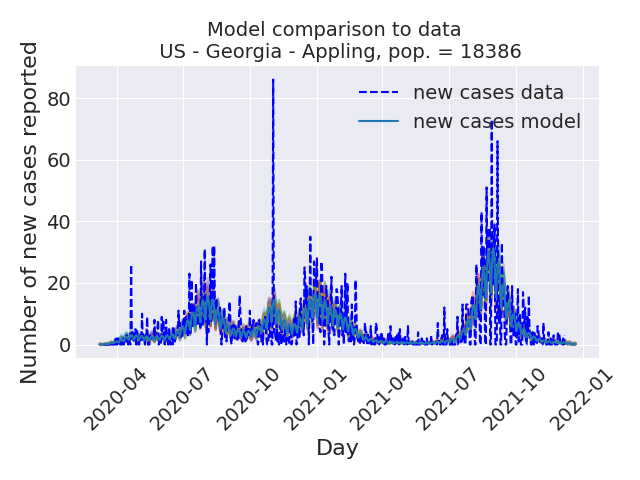 Model comparison to data
US - Georgia - Appling, pop. = 18386
new cases data
new cases model
Number of new cases reported
80
60
40
20
0
2020-04
2020-07
2020-10
2021-01
2021-04
2021-07
2021-10
2022-01
Day